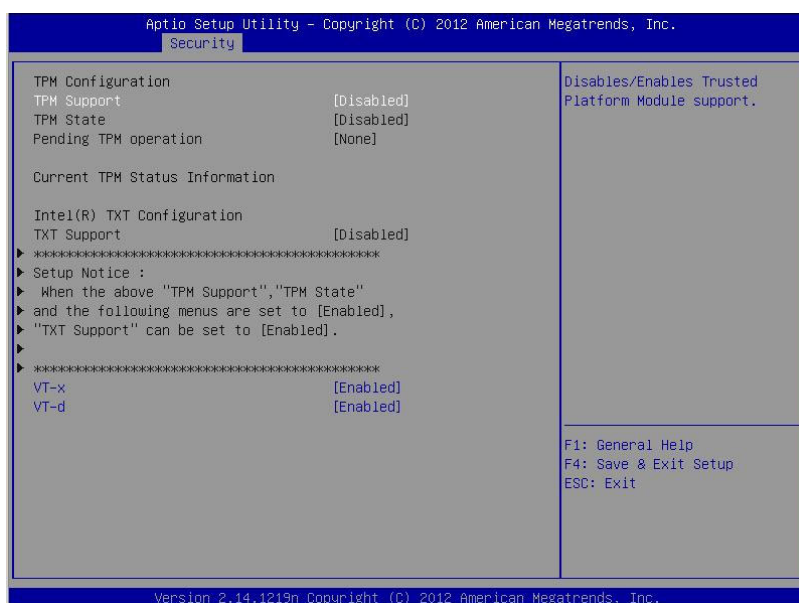 Aptio Setup Utility – Copyright (C) 2012 American Megatrends, Inc.
Security
TPM Configuration
TPM Support [Disabled]
TPM State [Disabled]
Pending TPM operation [None]
Current TPM Status Information
Intel(R) TXT Configuration
TXT Support [Disabled]
**********************************************
Setup Notice :
When the above "TPM Support","TPM State"
and the following menus are set to [Enabled],
"TXT Support" can be set to [Enabled].
**********************************************
VT-x [Enabled]
VT-d [Enabled]
Disables/Enables Trusted
Platform Module support.
F1: General Help
F4: Save & Exit Setup
ESC: Exit
Version 2.14.1219n Copyright (C) 2012 American Megatrends, Inc.